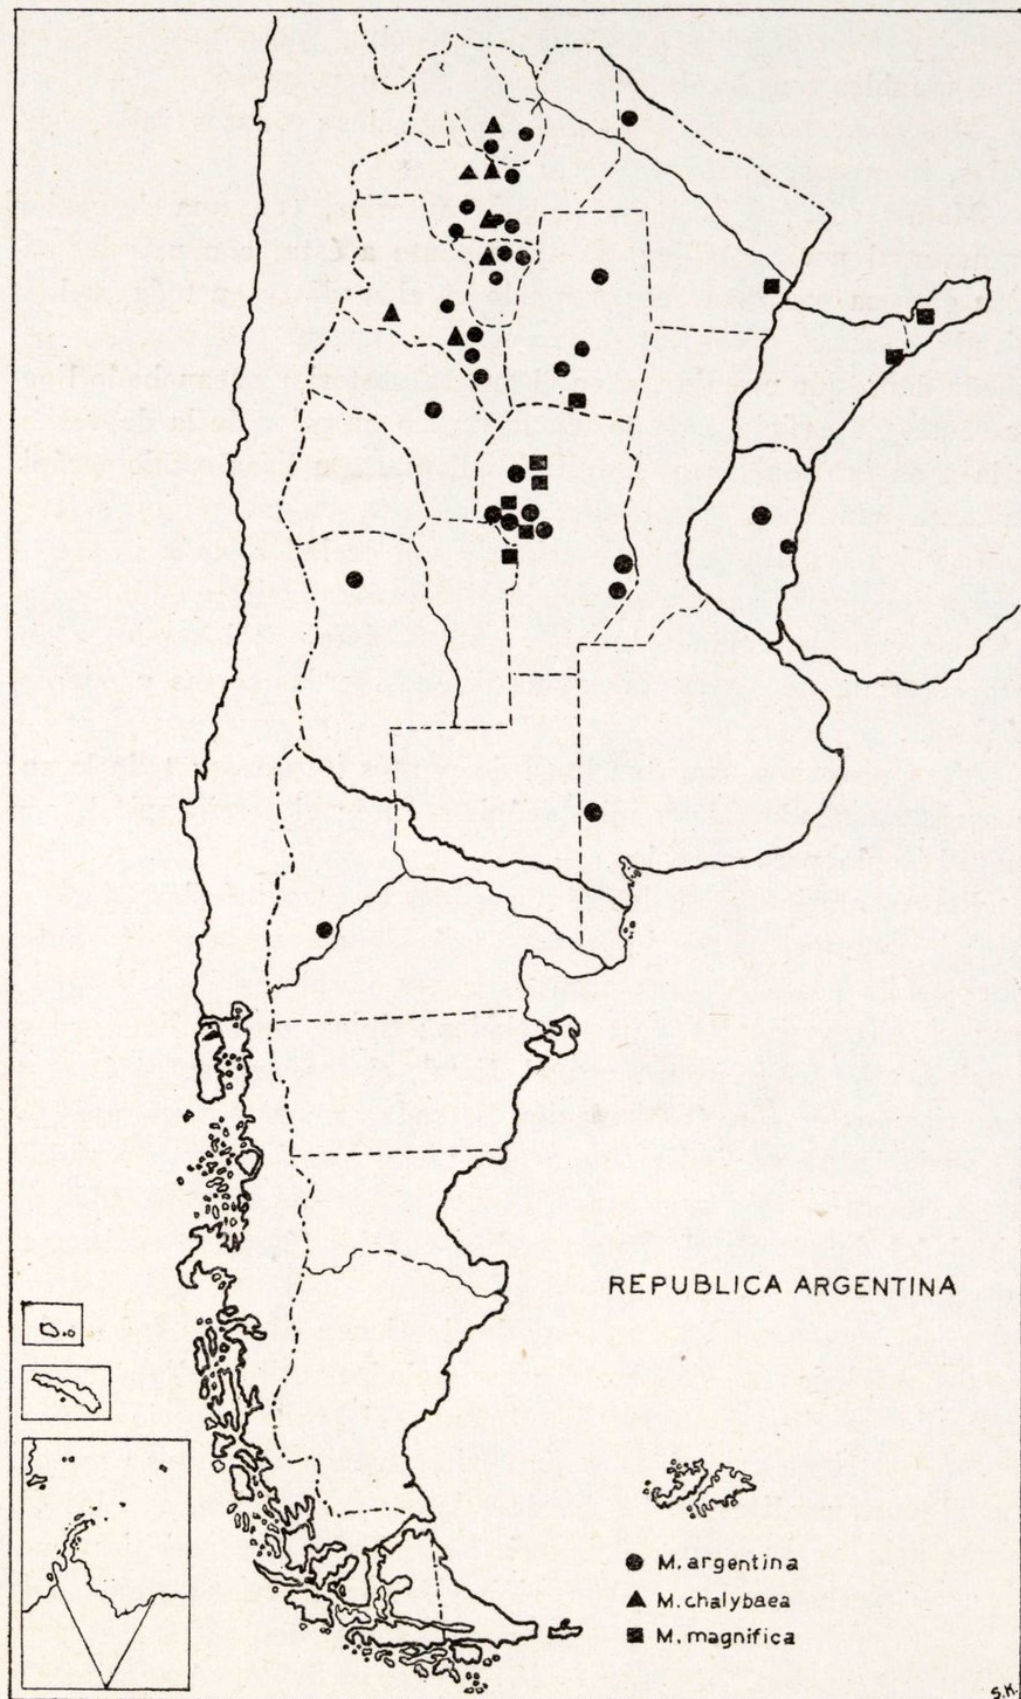 REPUBLICA ARGENTINA
M. argentina
M. chalybaea
M. magnifica
S.K.